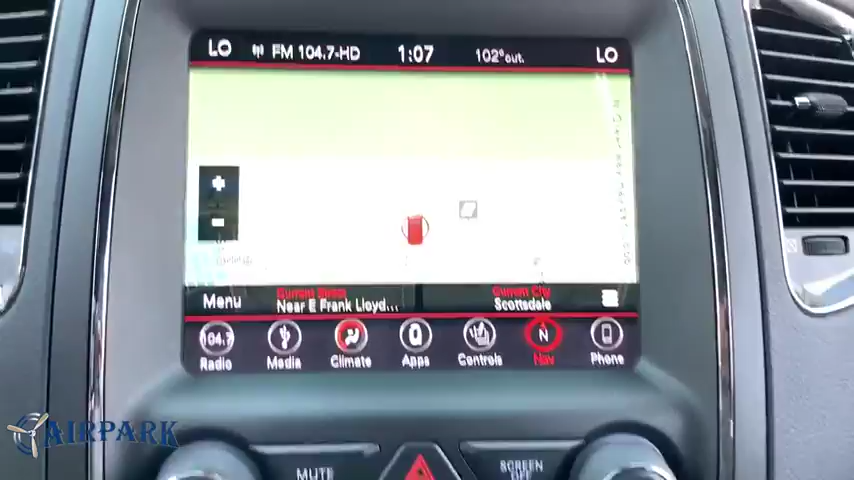 LO FM 104.7-HD 1:07 102° out. LO
Menu
Current Street
Near E Frank Lloyd...
Current City
Scottsdale
104.7
N
Radio Media Climate Apps Controls Nav Phone
AIRPARK
MUTE
SCREEN
OFF